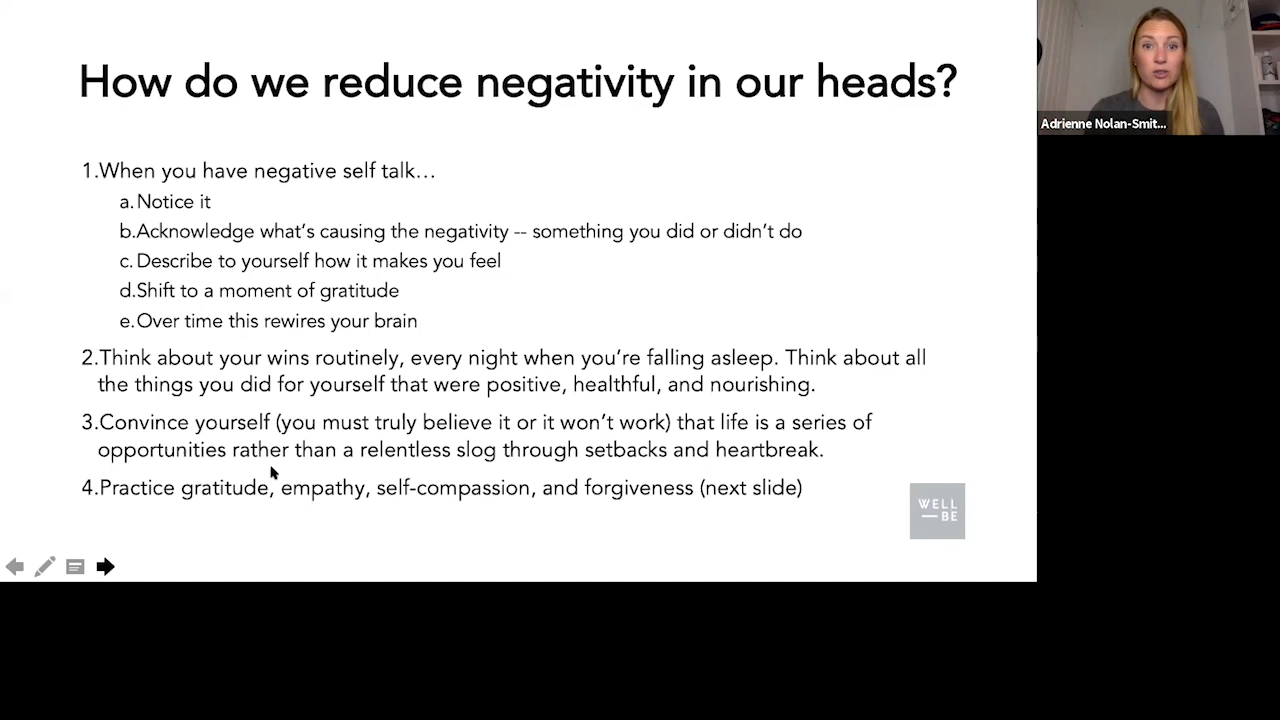 How do we reduce negativity in our heads?
Adrienne Nolan-Smit...
1.When you have negative self talk…
a.Notice it
b.Acknowledge what's causing the negativity -- something you did or didn't do
c.Describe to yourself how it makes you feel
d.Shift to a moment of gratitude
e.Over time this rewires your brain
2.Think about your wins routinely, every night when you're falling asleep. Think about all
the things you did for yourself that were positive, healthful, and nourishing.
3.Convince yourself (you must truly believe it or it won't work) that life is a series of
opportunities rather than a relentless slog through setbacks and heartbreak.
4.Practice gratitude, empathy, self-compassion, and forgiveness (next slide)
WELL
—BE